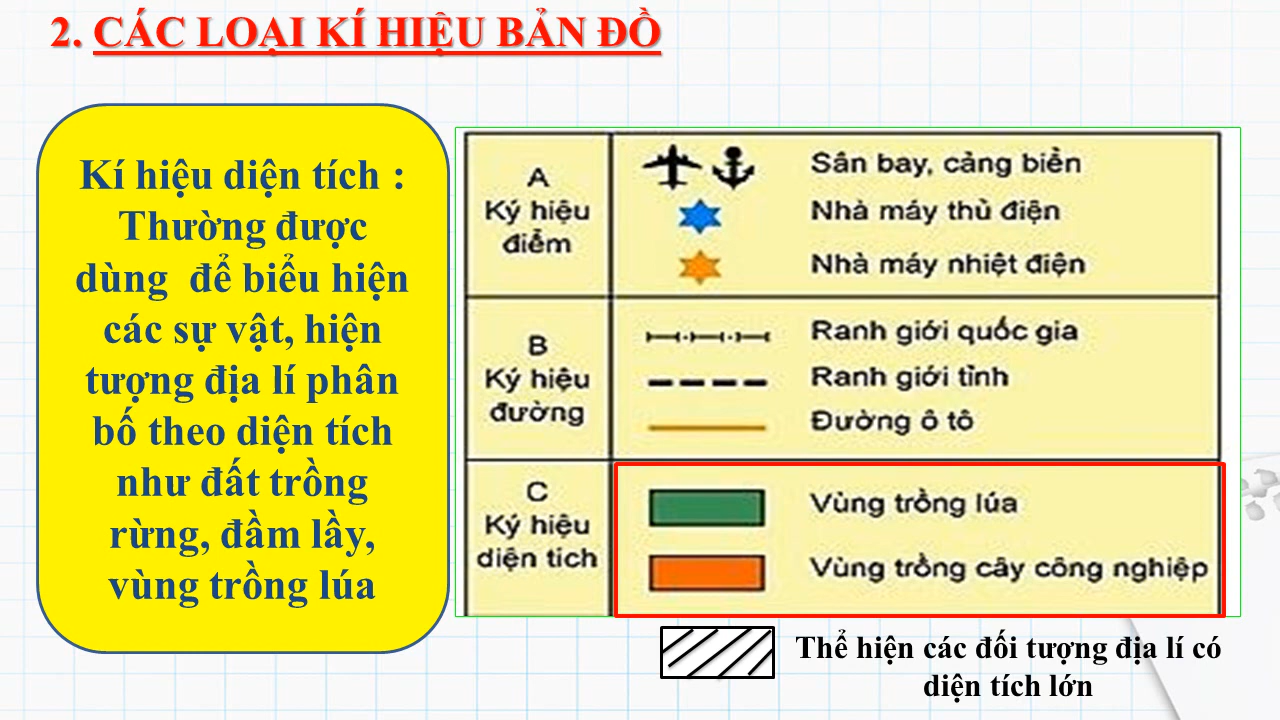 2. CÁC LOẠI KÍ HIỆU BẢN ĐỒ
Kí hiệu diện tích :
Thường được
dùng để biểu hiện
các sự vật, hiện
tượng địa lí phân
bố theo diện tích
như đất trồng
rừng, đầm lầy,
vùng trồng lúa
A
Ký hiệu
điểm
Sân bay, cảng biển
Nhà máy thủ điện
Nhà máy nhiệt điện
B
Ký hiệu
đường
Ranh giới quốc gia
Ranh giới tỉnh
Đường ô tô
C
Ký hiệu
diện tich
Vùng trồng lúa
Vùng trồng cây công nghiệp
Thể hiện các đối tượng địa lí có
diện tích lớn